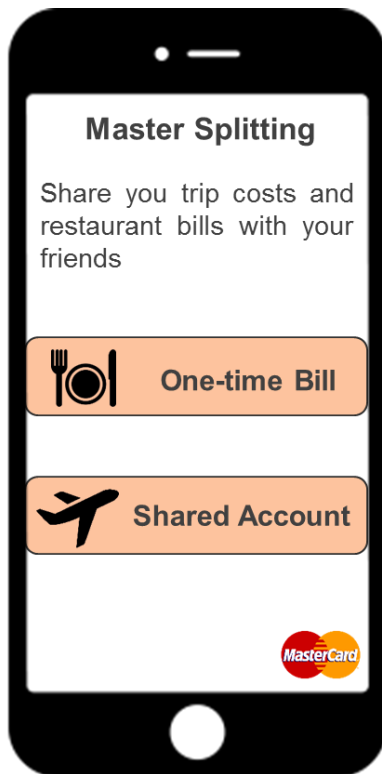 Master Splitting
Share you trip costs and
restaurant bills with your
friends
One-time Bill
Shared Account
MasterCard